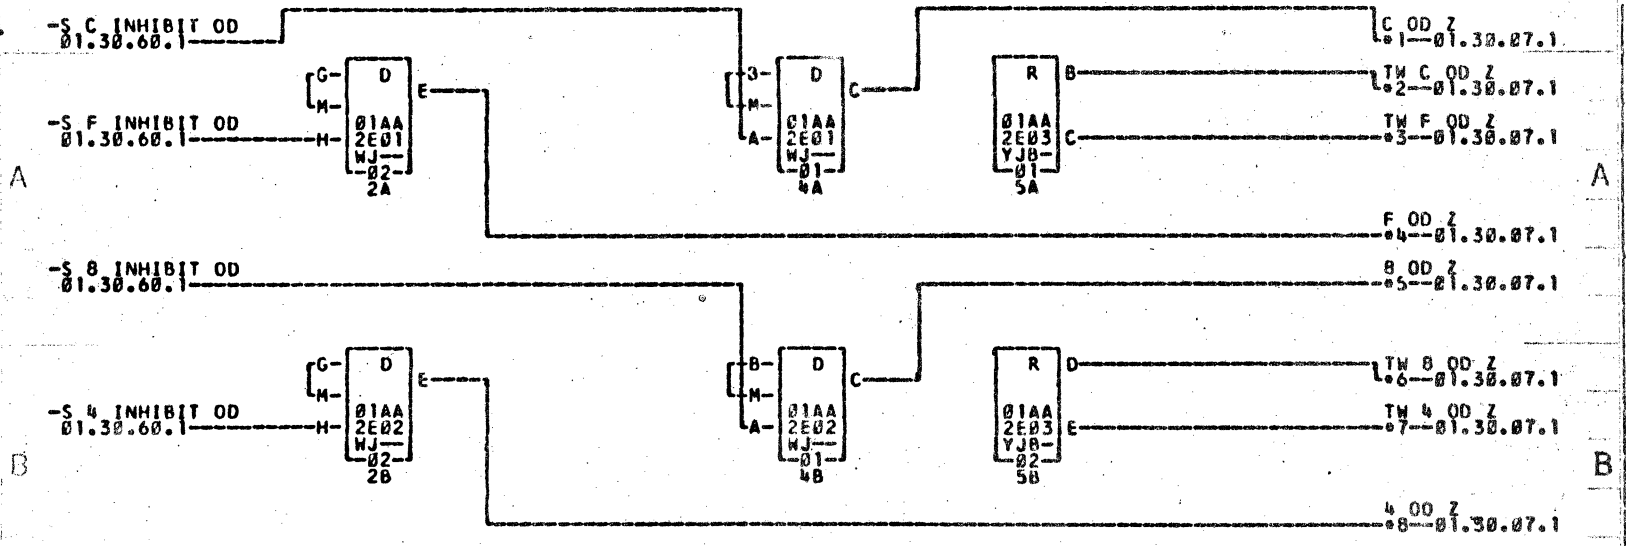 -S C INHIBIT OD
01.30.60.1
C OD Z
*1--01.30.07.1
G- D E
M-
-S F INHIBIT OD
01.30.60.1
H-
01AA
2E01
WJ--
-02-
2A
3- D C
M-
A-
01AA
2E01
WJ--
-01-
4A
R B
01AA
2E03 C
YJB-
-01-
5A
TW C OD Z
*2--01.30.07.1
TW F OD Z
*3--01.30.07.1
A
A
F OD Z
*4--01.30.07.1
-S 8 INHIBIT OD
01.30.60.1
8 OD Z
*5--01.30.07.1
G- D E
M-
-S 4 INHIBIT OD
01.30.60.1
H-
01AA
2E02
WJ--
-02-
2B
B- D C
M-
A-
01AA
2E02
WJ--
-01-
4B
R D
01AA
2E03 E
YJB-
-02-
5B
TW 8 OD Z
*6--01.30.07.1
TW 4 OD Z
*7--01.30.07.1
B
B
4 OD Z
*8--01.30.07.1